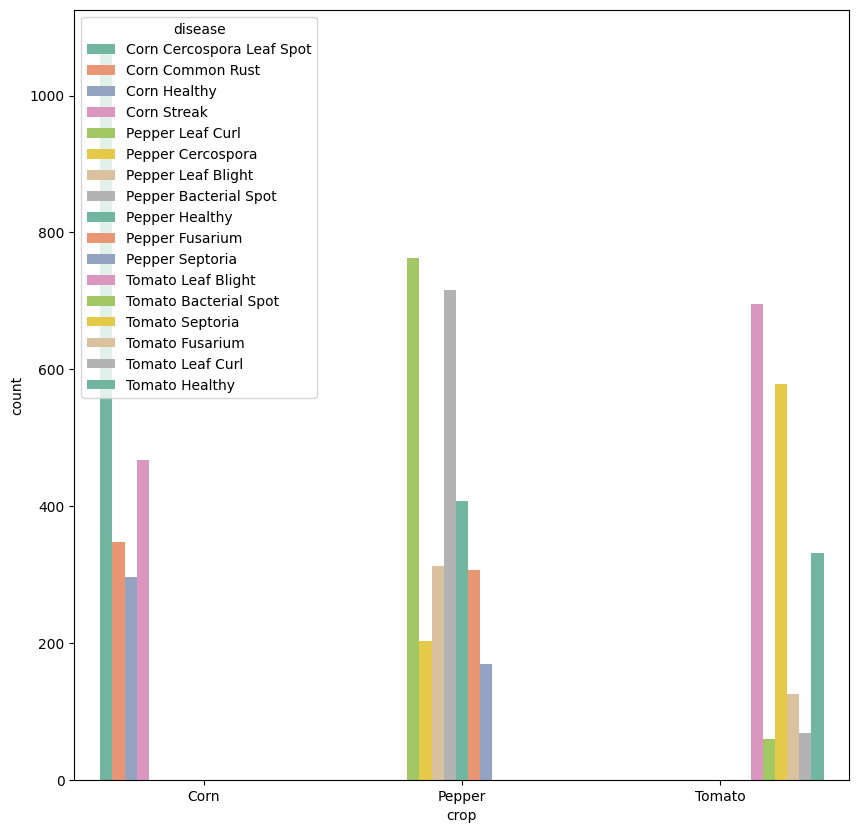 disease
Corn Cercospora Leaf Spot
Corn Common Rust
Corn Healthy
Corn Streak
Pepper Leaf Curl
Pepper Cercospora
Pepper Leaf Blight
Pepper Bacterial Spot
Pepper Healthy
Pepper Fusarium
Pepper Septoria
Tomato Leaf Blight
Tomato Bacterial Spot
Tomato Septoria
Tomato Fusarium
Tomato Leaf Curl
Tomato Healthy
1000
800
600
400
200
0
count
Corn Pepper Tomato
crop